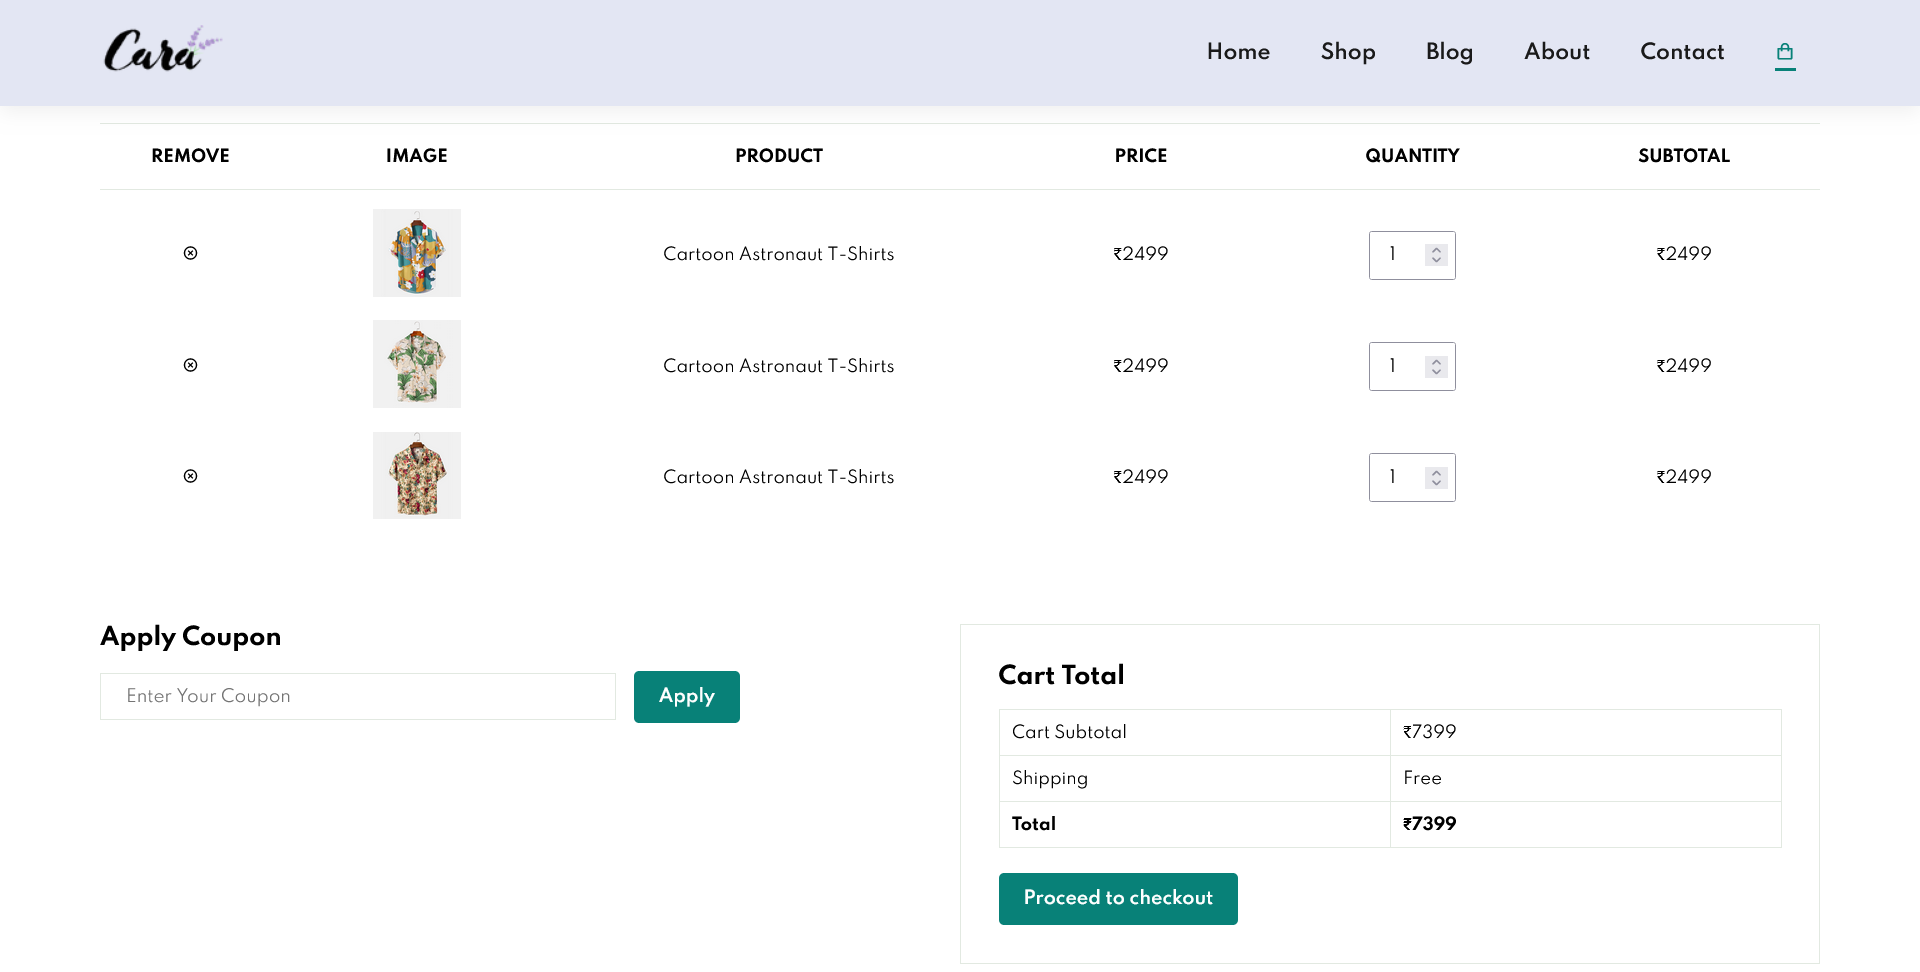 Cara
Home Shop Blog About Contact
REMOVE IMAGE PRODUCT PRICE QUANTITY SUBTOTAL
Cartoon Astronaut T-Shirts ₹2499 1 ₹2499
Cartoon Astronaut T-Shirts ₹2499 1 ₹2499
Cartoon Astronaut T-Shirts ₹2499 1 ₹2499
Apply Coupon
Enter Your Coupon
Apply
Cart Total
Cart Subtotal ₹7399
Shipping Free
Total ₹7399
Proceed to checkout